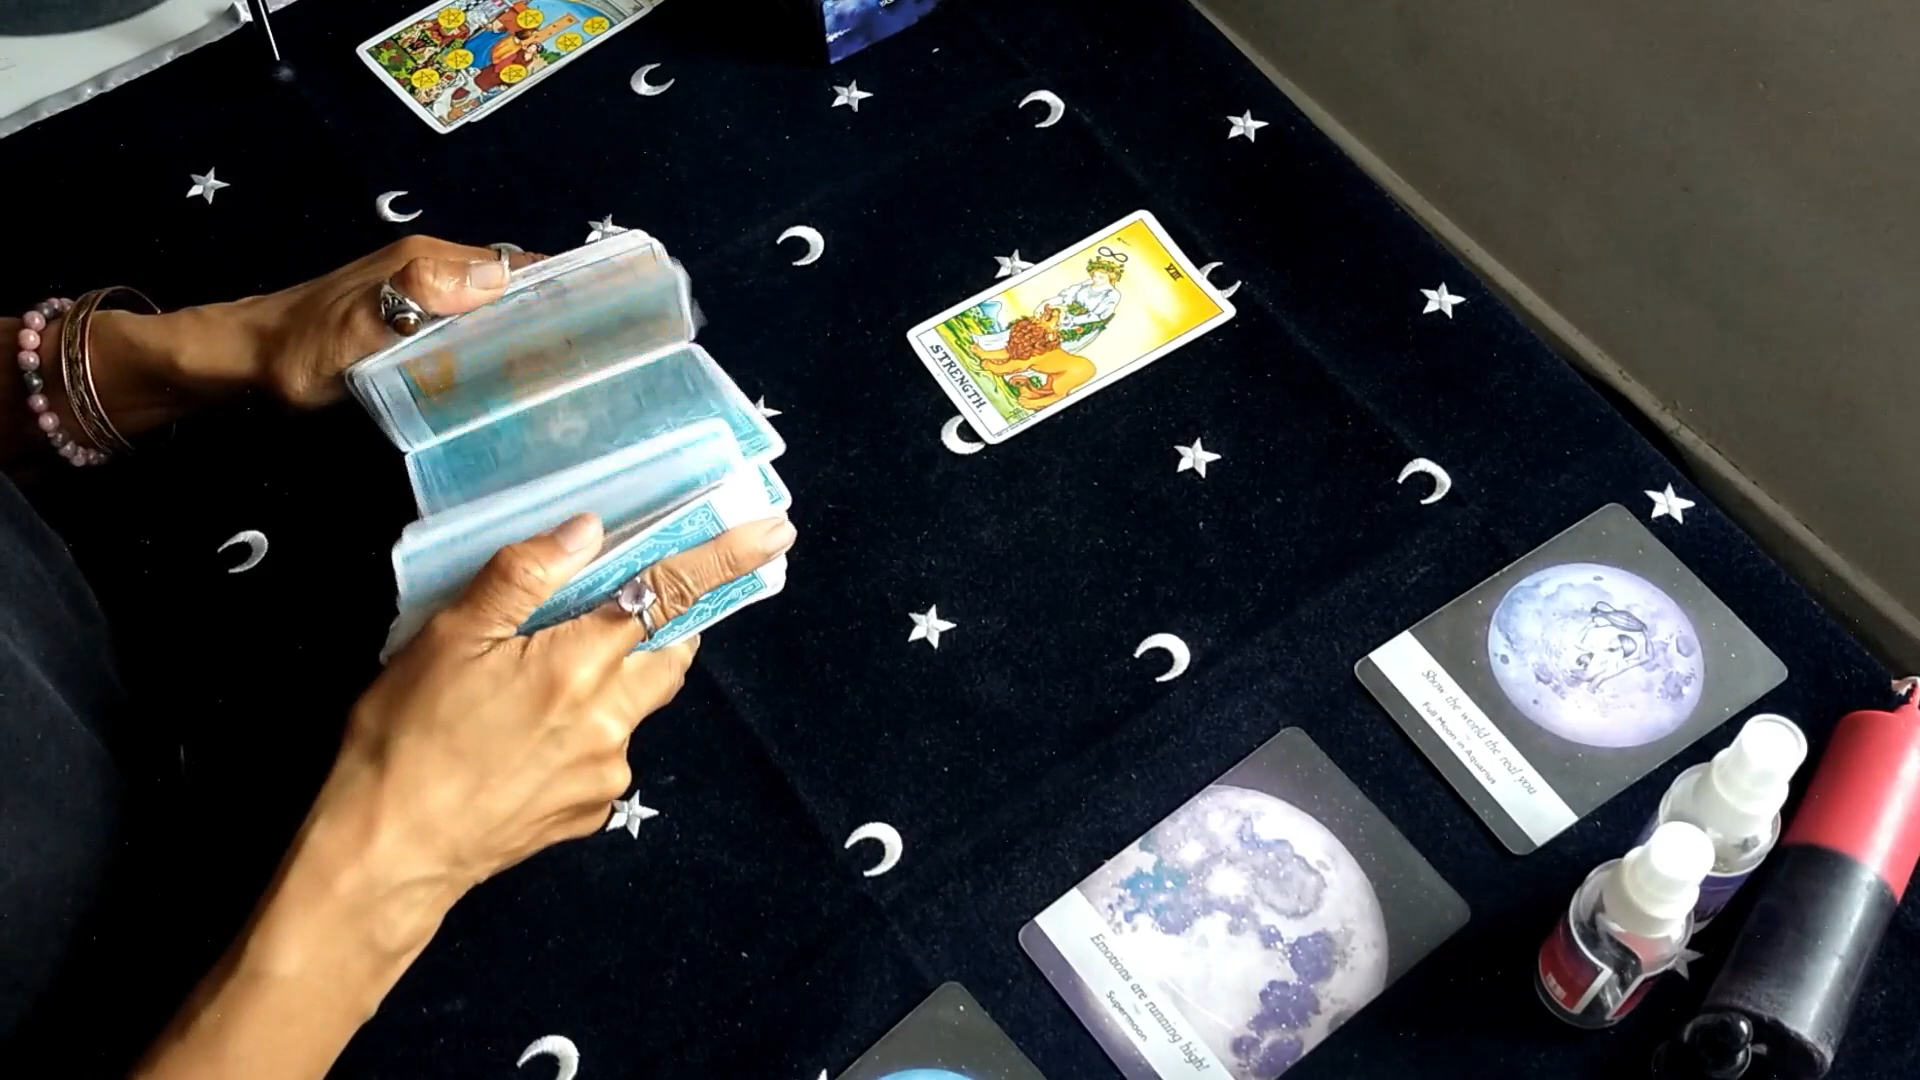 VIII
STRENGTH.
Show the world the real you
Full Moon in Aquarius
Emotions are running high!
Supermoon